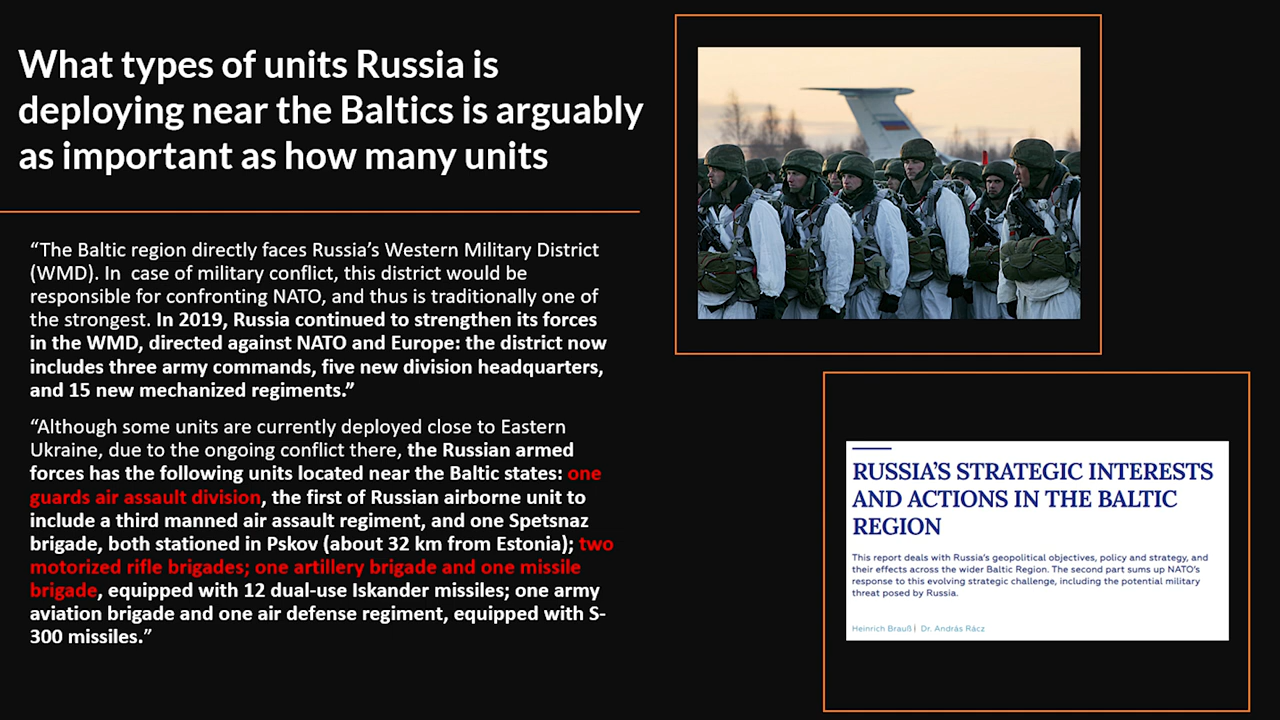 What types of units Russia is
deploying near the Baltics is arguably
as important as how many units
“The Baltic region directly faces Russia’s Western Military District
(WMD). In case of military conflict, this district would be
responsible for confronting NATO, and thus is traditionally one of
the strongest. In 2019, Russia continued to strengthen its forces
in the WMD, directed against NATO and Europe: the district now
includes three army commands, five new division headquarters,
and 15 new mechanized regiments.”
“Although some units are currently deployed close to Eastern
Ukraine, due to the ongoing conflict there, the Russian armed
forces has the following units located near the Baltic states: one
guards air assault division, the first of Russian airborne unit to
include a third manned air assault regiment, and one Spetsnaz
brigade, both stationed in Pskov (about 32 km from Estonia); two
motorized rifle brigades; one artillery brigade and one missile
brigade, equipped with 12 dual-use Iskander missiles; one army
aviation brigade and one air defense regiment, equipped with S-
300 missiles.”
RUSSIA’S STRATEGIC INTERESTS
AND ACTIONS IN THE BALTIC
REGION
This report deals with Russia’s geopolitical objectives, policy and strategy, and
their effects across the wider Baltic Region. The second part sums up NATO’s
response to this evolving strategic challenge, including the potential military
threat posed by Russia.
Heinrich Brauß | Dr. András Rácz